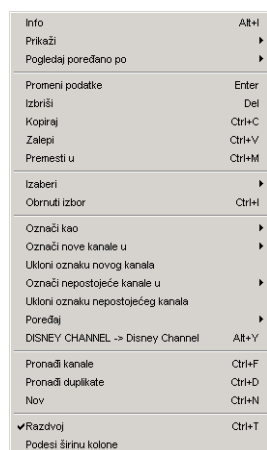 Info Alt+I
Prikaži
Pogledaj poređano po
Promeni podatke Enter
Izbriši Del
Kopiraj Ctrl+C
Zalepi Ctrl+V
Premesti u Ctrl+M
Izaberi
Obrnuti izbor Ctrl+I
Označi kao
Označi nove kanale u
Ukloni oznaku novog kanala
Označi nepostojeće kanale u
Ukloni oznaku nepostojećeg kanala
Poređaj
DISNEY CHANNEL -> Disney Channel Alt+Y
Pronađi kanale Ctrl+F
Pronađi duplikate Ctrl+D
Nov Ctrl+N
Razdvoj Ctrl+T
Podesi širinu kolone